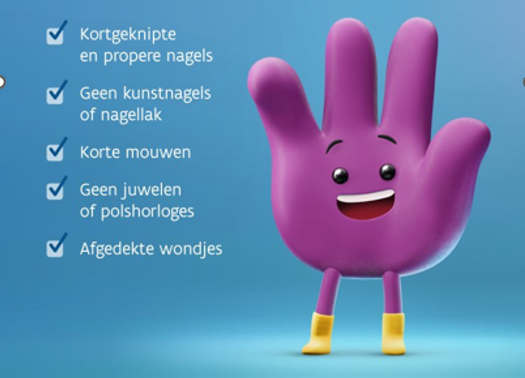 Kortgeknipte
en propere nagels
Geen kunstnagels
of nagellak
Korte mouwen
Geen juwelen
of polshorloges
Afgedekte wondjes